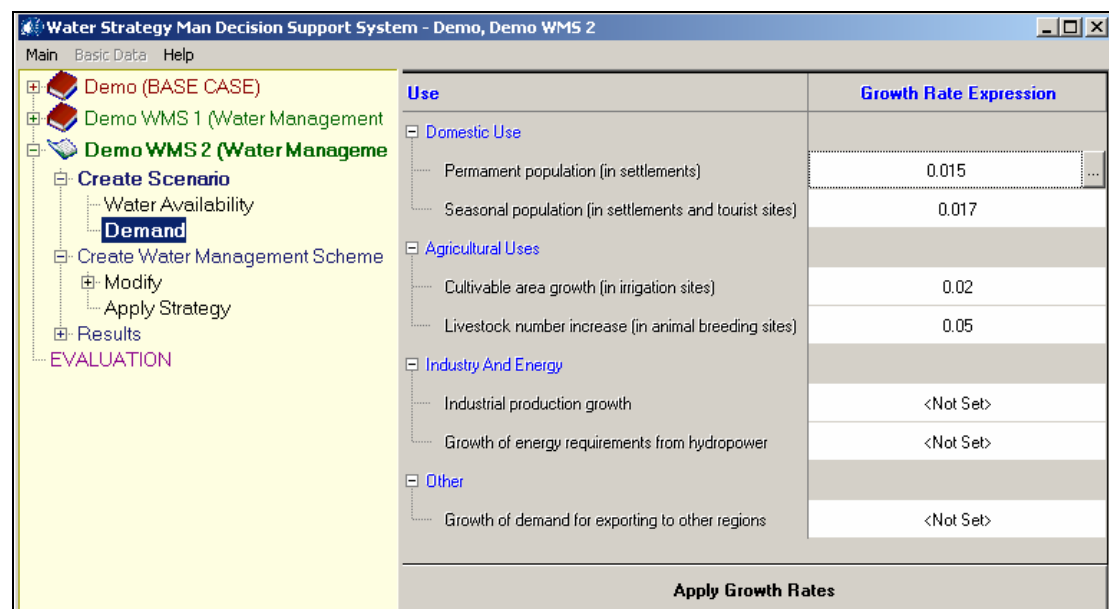 Water Strategy Man Decision Support System - Demo, Demo WMS 2
Main Basic Data Help
Demo (BASE CASE)
Demo WMS 1 (Water Management
Demo WMS 2 (Water Manageme
Create Scenario
Water Availability
Demand
Create Water Management Scheme
Modify
Apply Strategy
Results
EVALUATION
Use Growth Rate Expression
Domestic Use
Permament population (in settlements) 0.015 ...
Seasonal population (in settlements and tourist sites) 0.017
Agricultural Uses
Cultivable area growth (in irrigation sites) 0.02
Livestock number increase (in animal breeding sites) 0.05
Industry And Energy
Industrial production growth <Not Set>
Growth of energy requirements from hydropower <Not Set>
Other
Growth of demand for exporting to other regions <Not Set>
Apply Growth Rates